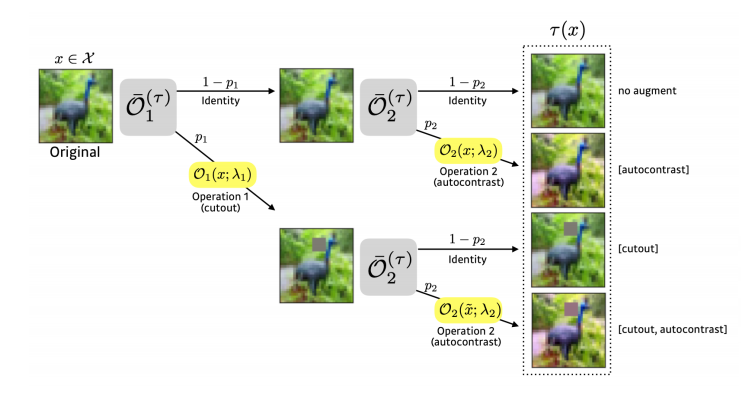 τ(x)
x ∈ 𝒳
Original
Ō₁^(τ)
1 − p₁
Identity
p₁
O₁(x; λ₁)
Operation 1
(cutout)
Ō₂^(τ)
1 − p₂
Identity
p₂
O₂(x; λ₂)
Operation 2
(autocontrast)
no augment
[autocontrast]
Ō₂^(τ)
1 − p₂
Identity
p₂
O₂(x̃; λ₂)
Operation 2
(autocontrast)
[cutout]
[cutout, autocontrast]